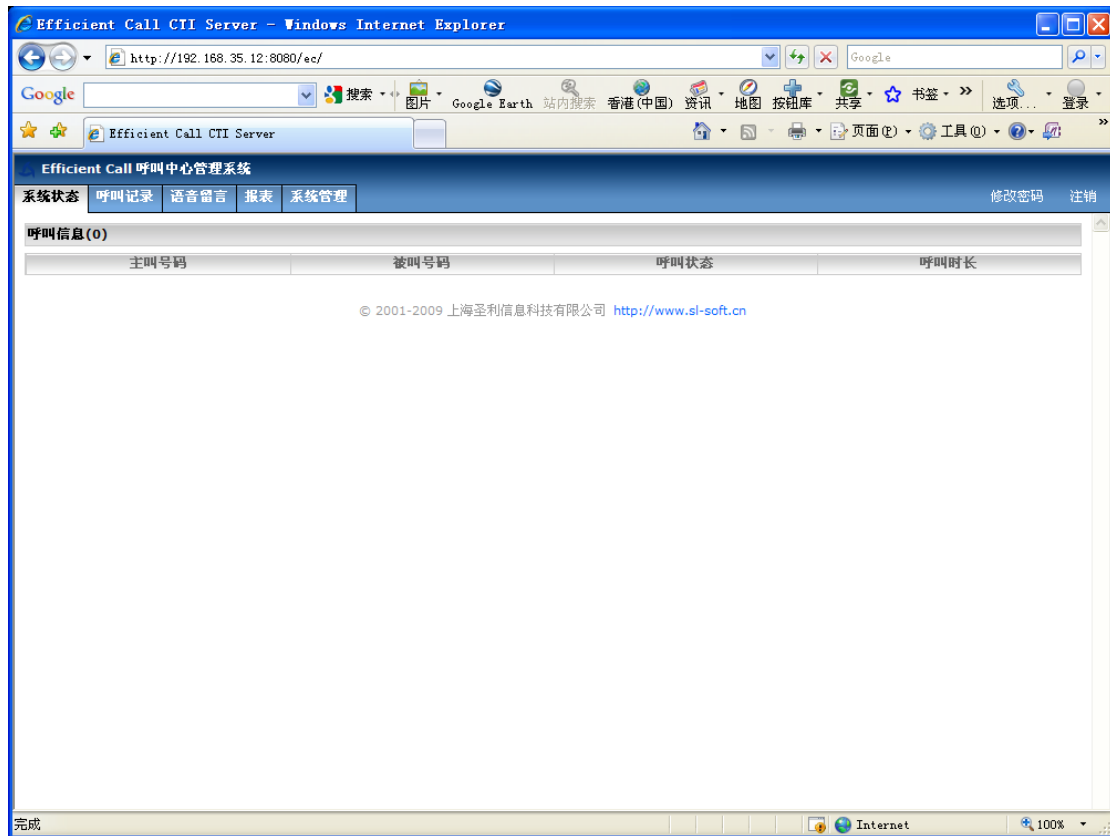 Efficient Call CTI Server - Windows Internet Explorer
http://192.168.35.12:8080/ec/
Google
Google 搜索 图片 Google Earth 站内搜索 香港(中国) 资讯 地图 按钮库 共享 书签 » 选项... 登录
Efficient Call CTI Server 页面(P) 工具(O) »
Efficient Call 呼叫中心管理系统
系统状态 呼叫记录 语音留言 报表 系统管理 修改密码 注销
呼叫信息(0)
主叫号码 被叫号码 呼叫状态 呼叫时长
© 2001-2009 上海圣利信息科技有限公司 http://www.sl-soft.cn
完成 Internet 100%